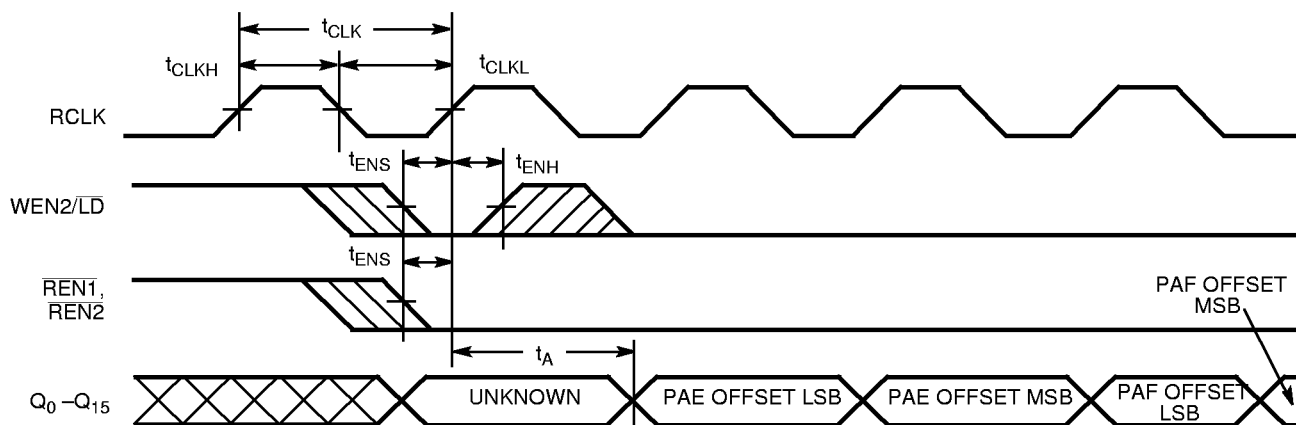 tCLK
tCLKH
tCLKL
RCLK
tENS
tENH
WEN2/LD
tENS
REN1,
REN2
PAF OFFSET
MSB
tA
Q0 –Q15
UNKNOWN
PAE OFFSET LSB
PAE OFFSET MSB
PAF OFFSET
LSB